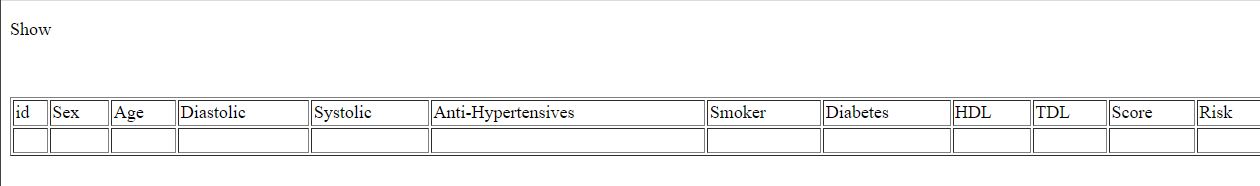 Show
id Sex Age Diastolic Systolic Anti-Hypertensives Smoker Diabetes HDL TDL Score Risk